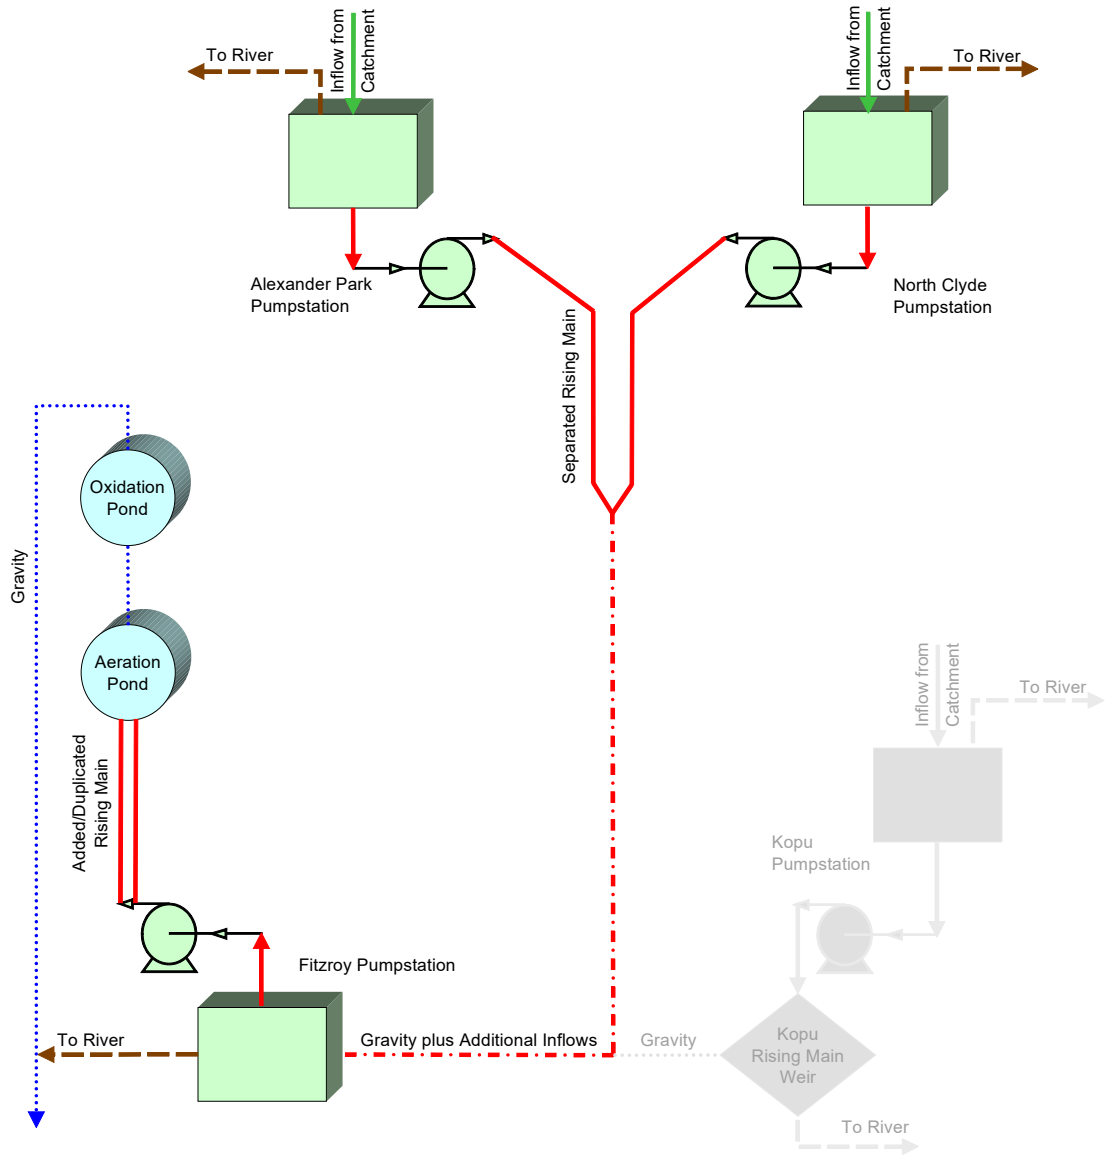 To River
Inflow from
Catchment
Inflow from
Catchment
To River
Alexander Park
Pumpstation
North Clyde
Pumpstation
Separated Rising Main
Oxidation
Pond
Gravity
Aeration
Pond
Inflow from
Catchment
To River
Added/Duplicated
Rising Main
Kopu
Pumpstation
Fitzroy Pumpstation
To River
Gravity plus Additional Inflows
Gravity
Kopu
Rising Main
Weir
To River